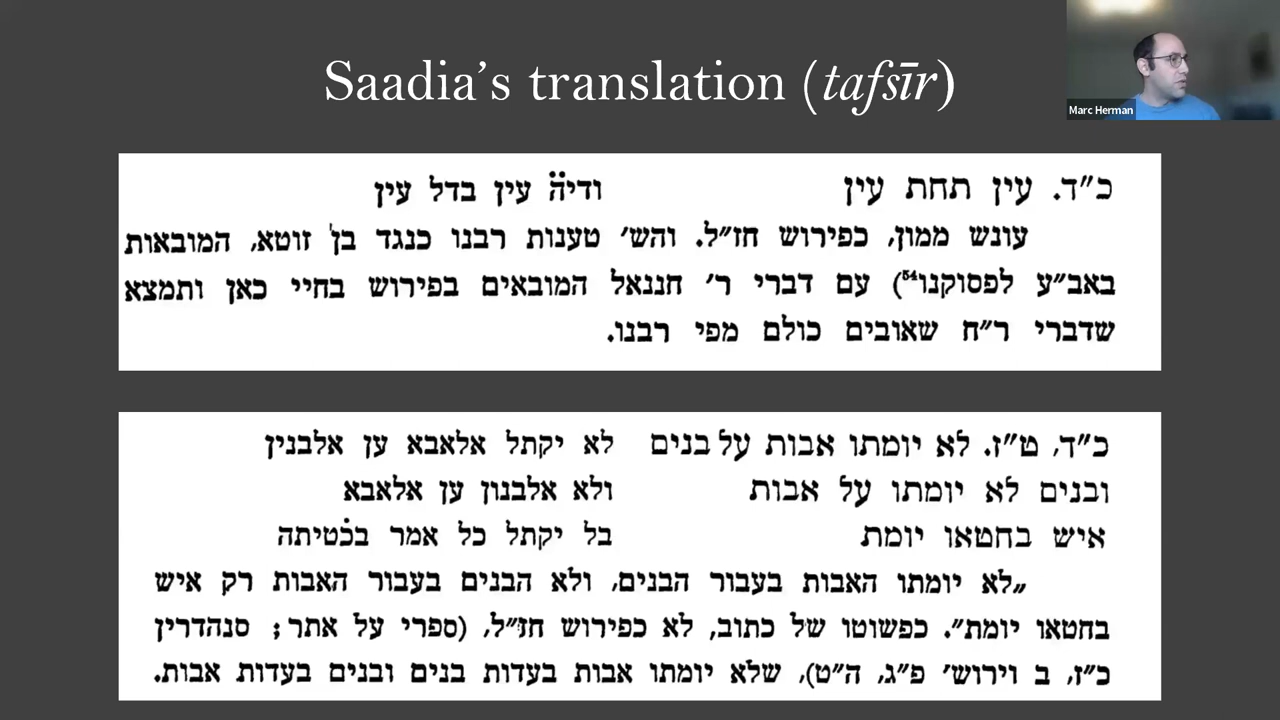 Saadia's translation (tafsīr)
Marc Herman
כ״ד. עין תחת עין ודיה̈ עין בדל עין
עונש ממון, כפירוש חז״ל. והש׳ טענות רבנו כנגד בן זוטא, המובאות
באב״ע לפסוקנו⁵⁴) עם דברי ר׳ חננאל המובאים בפירוש בחיי כאן ותמצא
שדברי ר״ח שאובים כולם מפי רבנו.
כ״ד, ט״ז. לא יומתו אבות על בנים לא יקתל אלאבא ען אלבנין
ובנים לא יומתו על אבות ולא אלבנון ען אלאבא
איש בחטאו יומת בל יקתל כל אמר בכ̇טיתה
„לא יומתו האבות בעבור הבנים, ולא הבנים בעבור האבות רק איש
בחטאו יומת״. כפשוטו של כתוב, לא כפירוש חז״ל, (ספרי על אתר; סנהדרין
כ״ז, ב וירוש׳ פ״ג, ה״ט), שלא יומתו אבות בעדות בנים ובנים בעדות אבות.